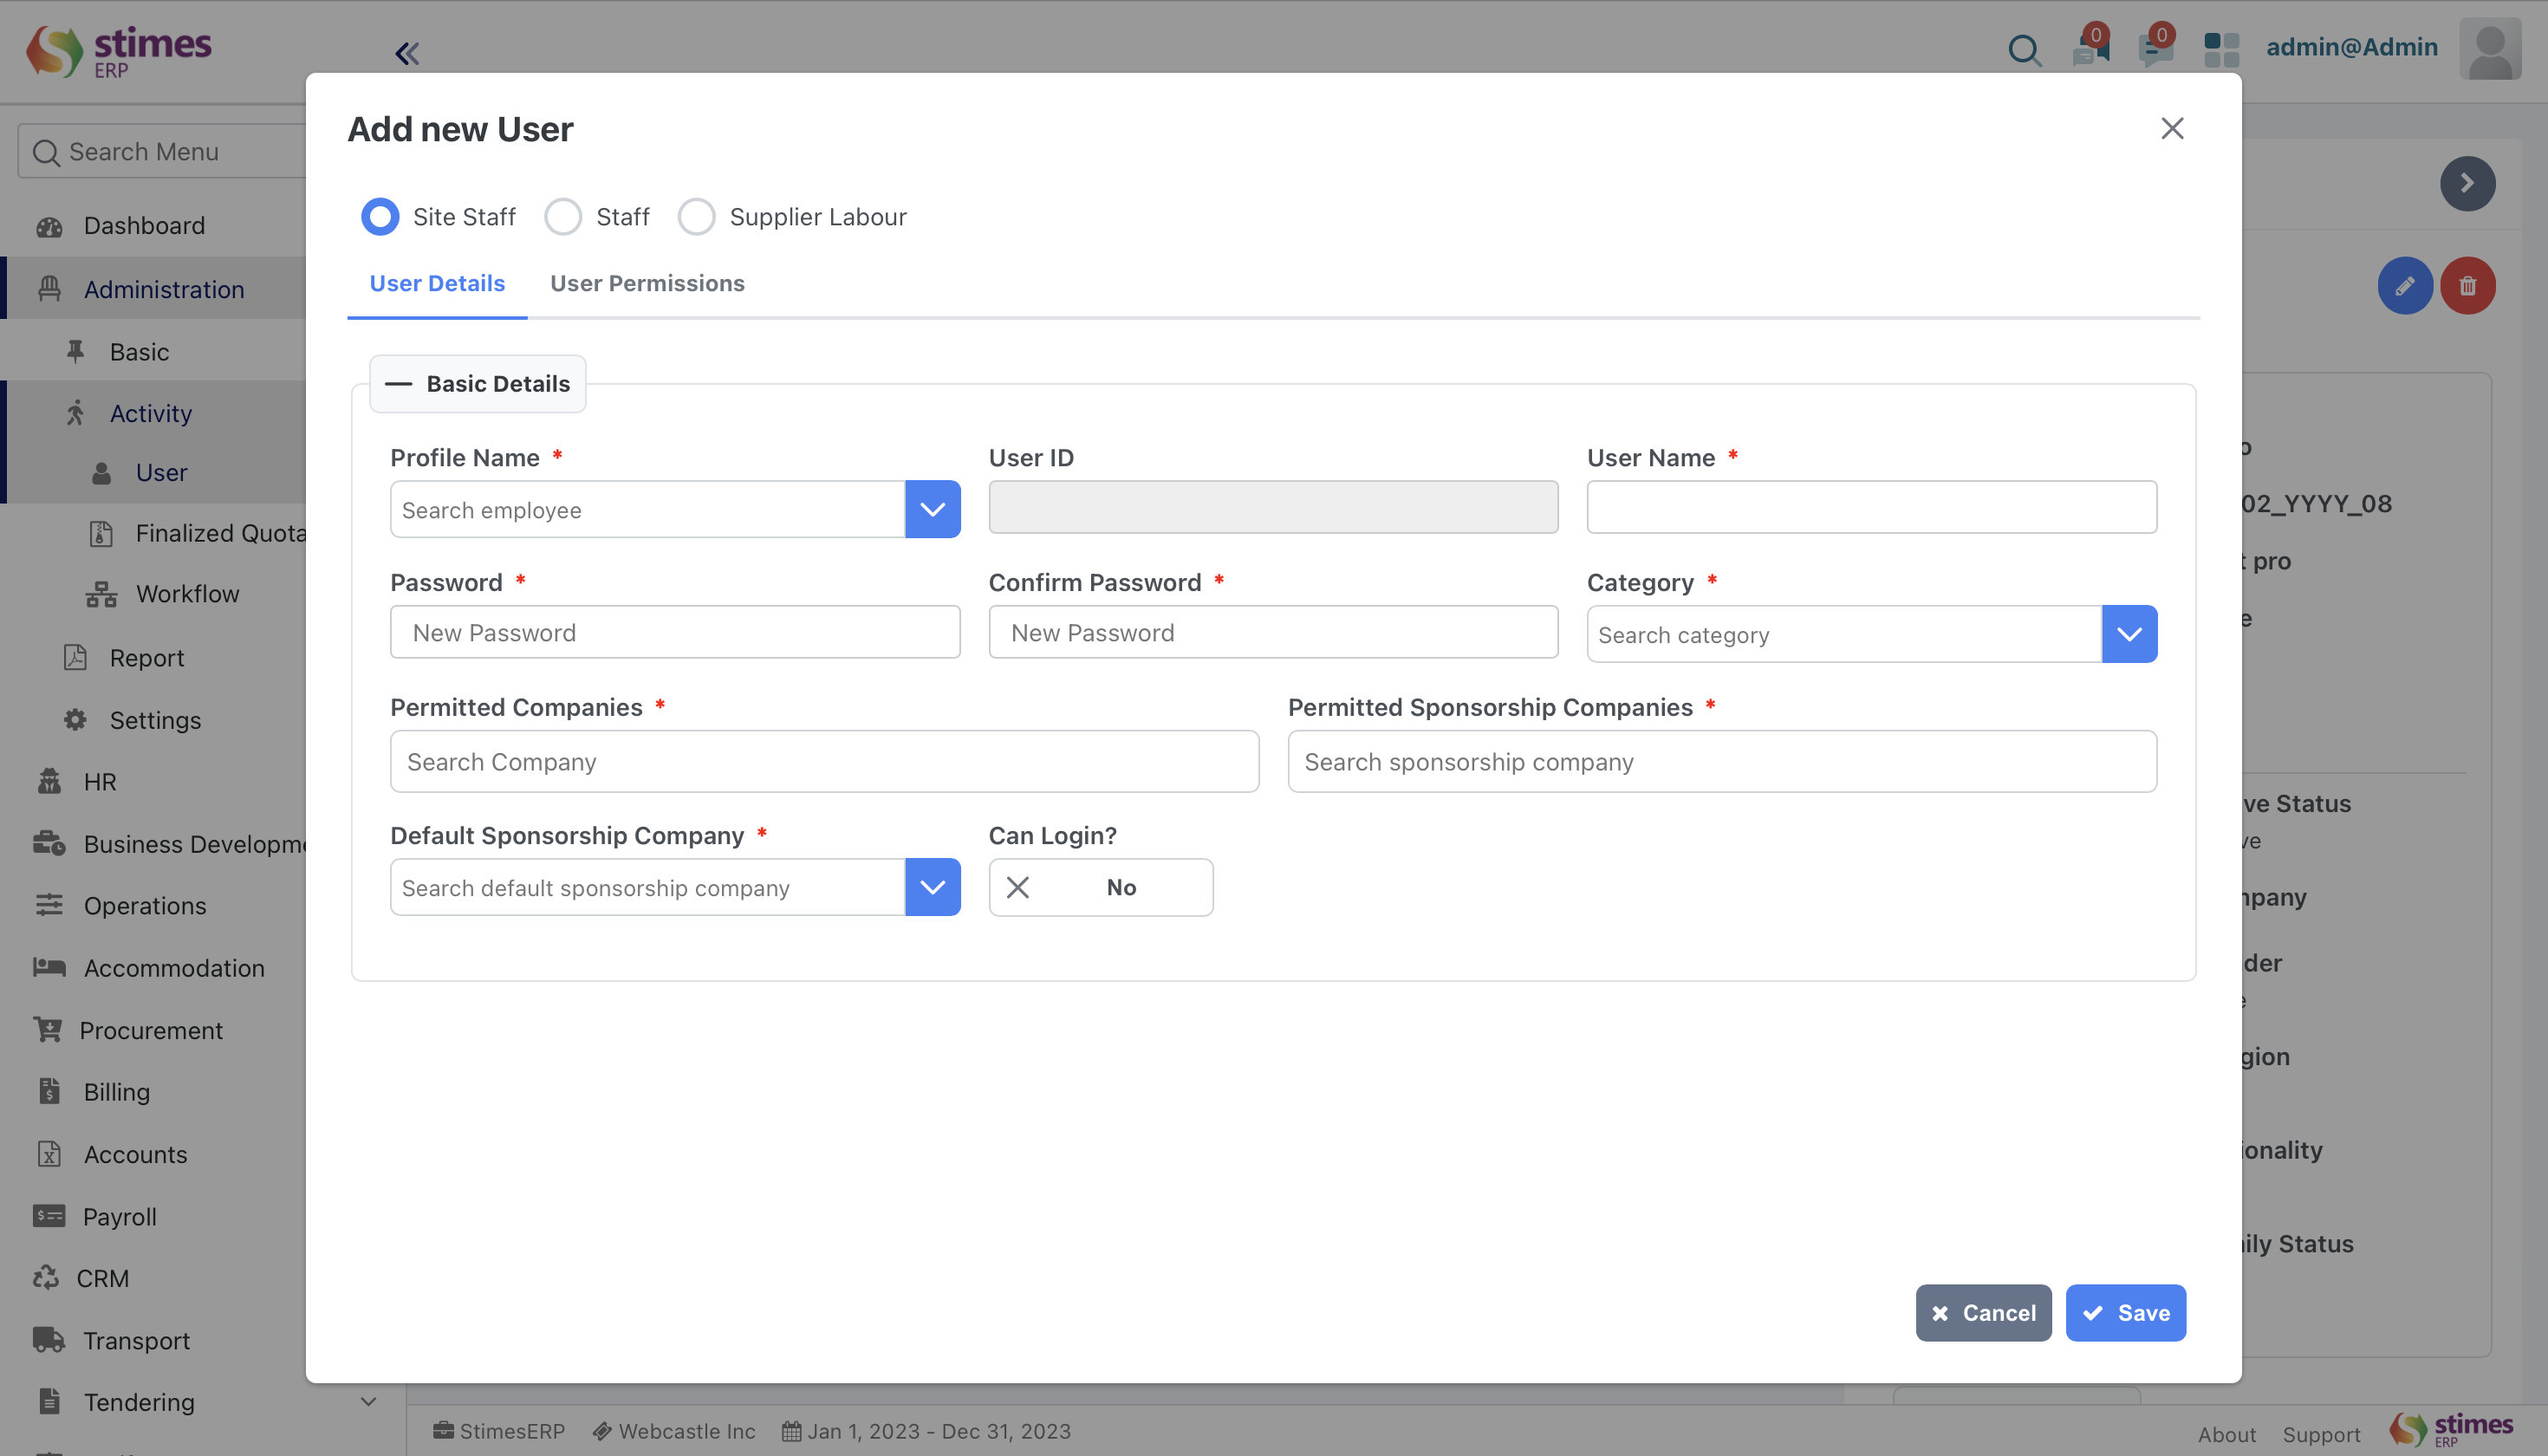 stimes
ERP
0
0
admin@Admin
Search Menu
Dashboard
Administration
Basic
Activity
User
Finalized Quota
Workflow
Report
Settings
HR
Business Developme
Operations
Accommodation
Procurement
Billing
Accounts
Payroll
CRM
Transport
Tendering
Add new User
Site Staff Staff Supplier Labour
User Details User Permissions
Basic Details
Profile Name * User ID User Name *
Search employee
Password * Confirm Password * Category *
New Password New Password Search category
Permitted Companies * Permitted Sponsorship Companies *
Search Company Search sponsorship company
Default Sponsorship Company * Can Login?
Search default sponsorship company No
Cancel Save
02_YYYY_08
t pro
ve Status
ve
npany
der
gion
ionality
ily Status
StimesERP Webcastle Inc Jan 1, 2023 - Dec 31, 2023
About Support stimes
ERP